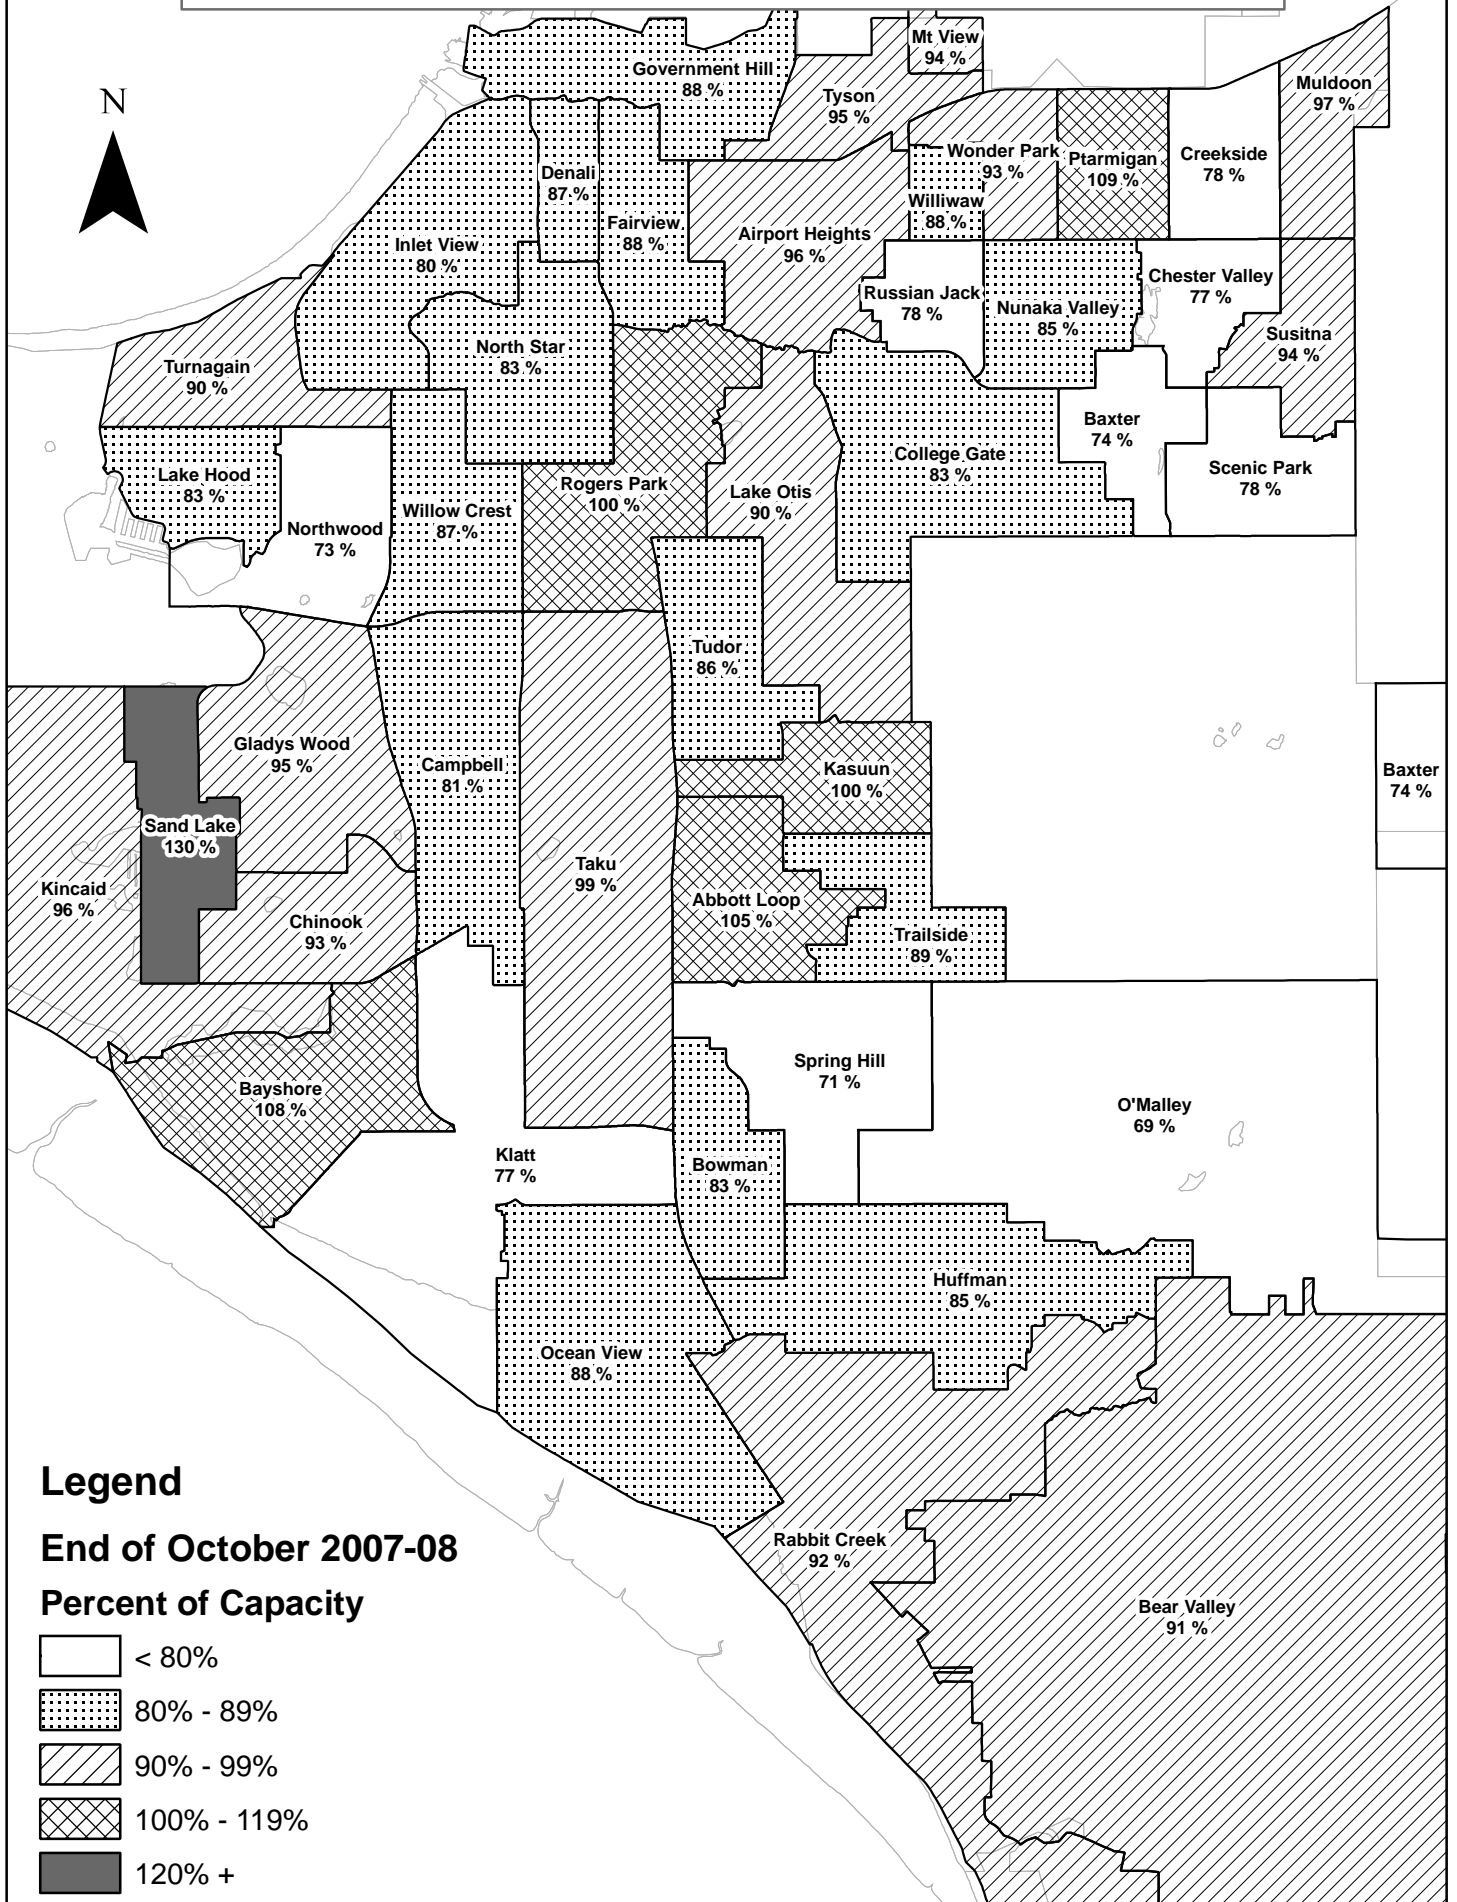 Mt View
94 %
Government Hill
88 %
Muldoon
97 %
Tyson
95 %
N
Wonder Park
93 %
Ptarmigan
109 %
Creekside
78 %
Denali
87 %
Williwaw
88 %
Fairview
88 %
Airport Heights
96 %
Inlet View
80 %
Chester Valley
77 %
Russian Jack
78 %
Nunaka Valley
85 %
Susitna
94 %
North Star
83 %
Turnagain
90 %
Baxter
74 %
College Gate
83 %
Scenic Park
78 %
Lake Hood
83 %
Rogers Park
100 %
Lake Otis
90 %
Willow Crest
87 %
Northwood
73 %
Tudor
86 %
Gladys Wood
95 %
Campbell
81 %
Kasuun
100 %
Baxter
74 %
Sand Lake
130 %
Taku
99 %
Kincaid
96 %
Abbott Loop
105 %
Chinook
93 %
Trailside
89 %
Spring Hill
71 %
Bayshore
108 %
O'Malley
69 %
Klatt
77 %
Bowman
83 %
Huffman
85 %
Ocean View
88 %
Rabbit Creek
92 %
Bear Valley
91 %
Legend
End of October 2007-08
Percent of Capacity
< 80%
80% - 89%
90% - 99%
100% - 119%
120% +